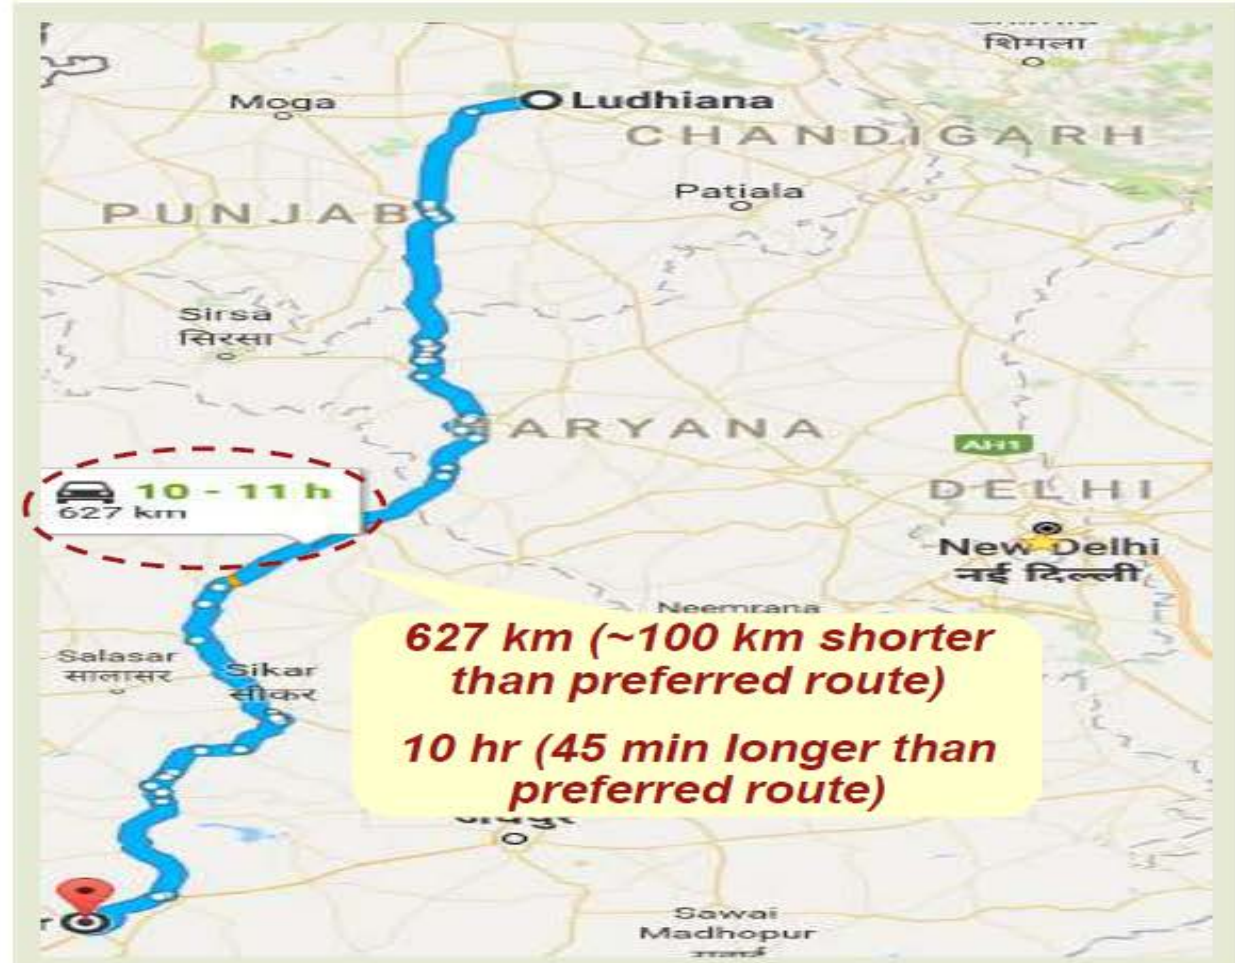 शिमला
Moga
Ludhiana
CHANDIGARH
Patiala
PUNJAB
Sirsa
सिरसा
HARYANA
AH1
10 - 11 h
627 km
DELHI
New Delhi
नई दिल्ली
Neemrana
627 km (~100 km shorter
than preferred route)
10 hr (45 min longer than
preferred route)
Salasar
सालासर
Sikar
सीकर
r
Sawai
Madhopur